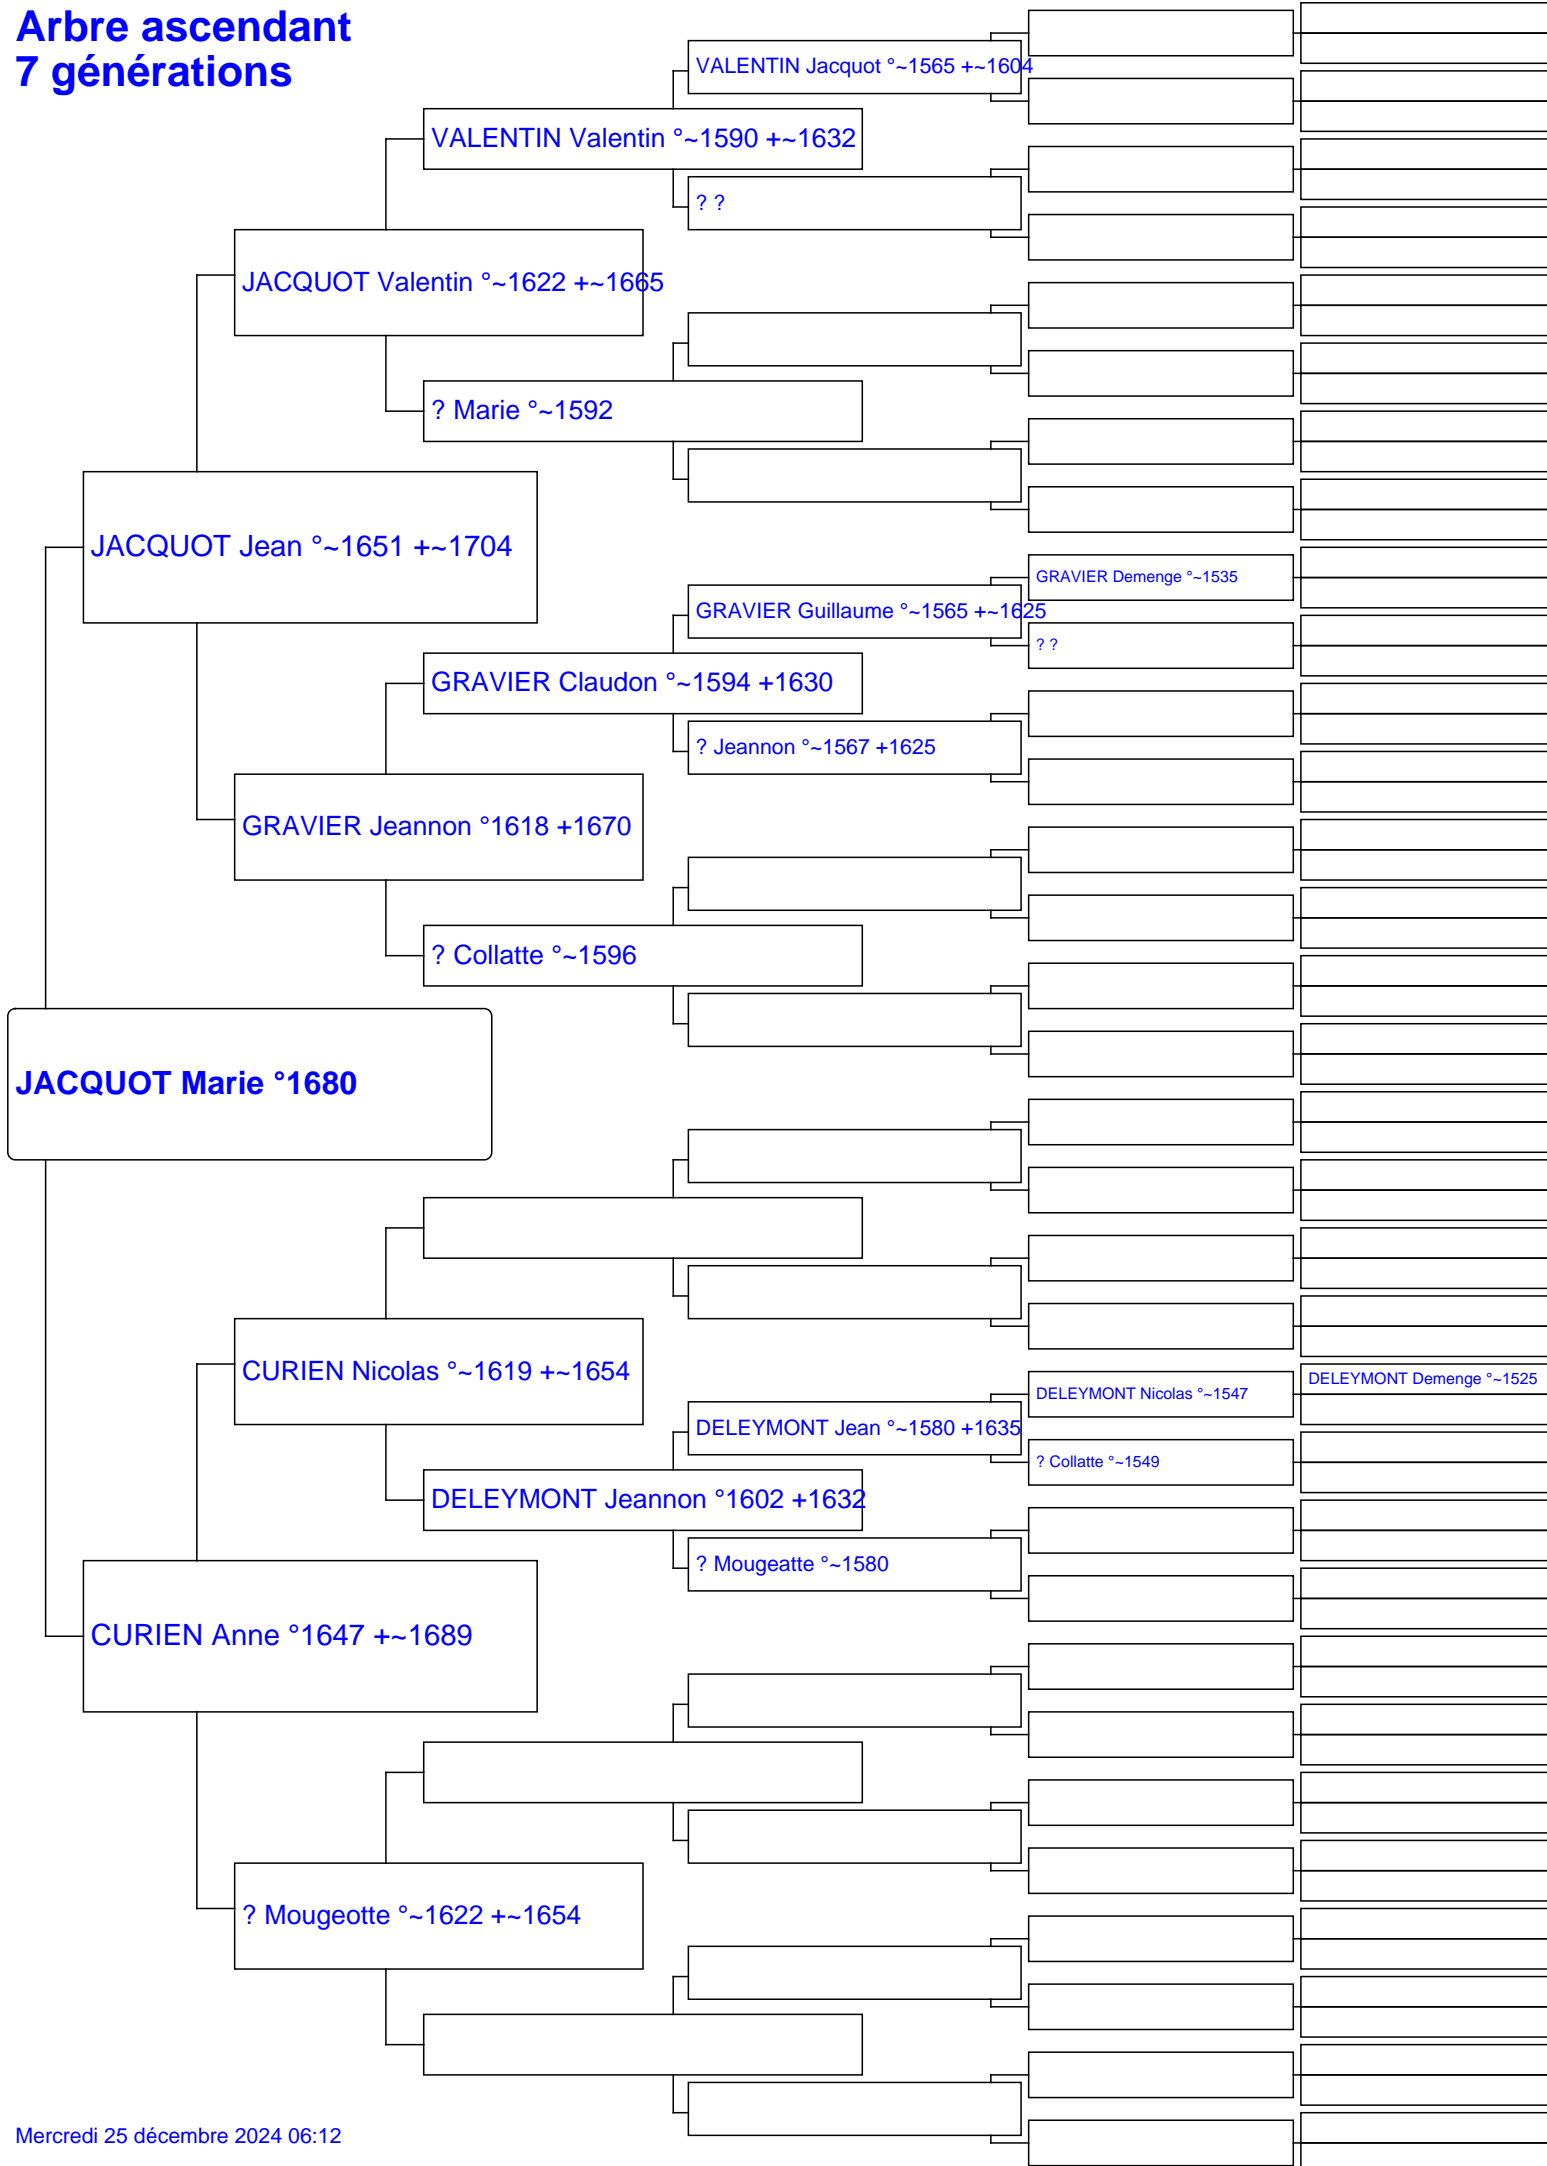 Arbre ascendant
7 générations
VALENTIN Jacquot °~1565 +~1604
VALENTIN Valentin °~1590 +~1632
? ?
JACQUOT Valentin °~1622 +~1665
? Marie °~1592
JACQUOT Jean °~1651 +~1704
GRAVIER Demenge °~1535
GRAVIER Guillaume °~1565 +~1625
? ?
GRAVIER Claudon °~1594 +1630
? Jeannon °~1567 +1625
GRAVIER Jeannon °1618 +1670
? Collatte °~1596
JACQUOT Marie °1680
CURIEN Nicolas °~1619 +~1654
DELEYMONT Demenge °~1525
DELEYMONT Nicolas °~1547
DELEYMONT Jean °~1580 +1635
? Collatte °~1549
DELEYMONT Jeannon °1602 +1632
? Mougeatte °~1580
CURIEN Anne °1647 +~1689
? Mougeotte °~1622 +~1654
Mercredi 25 décembre 2024 06:12